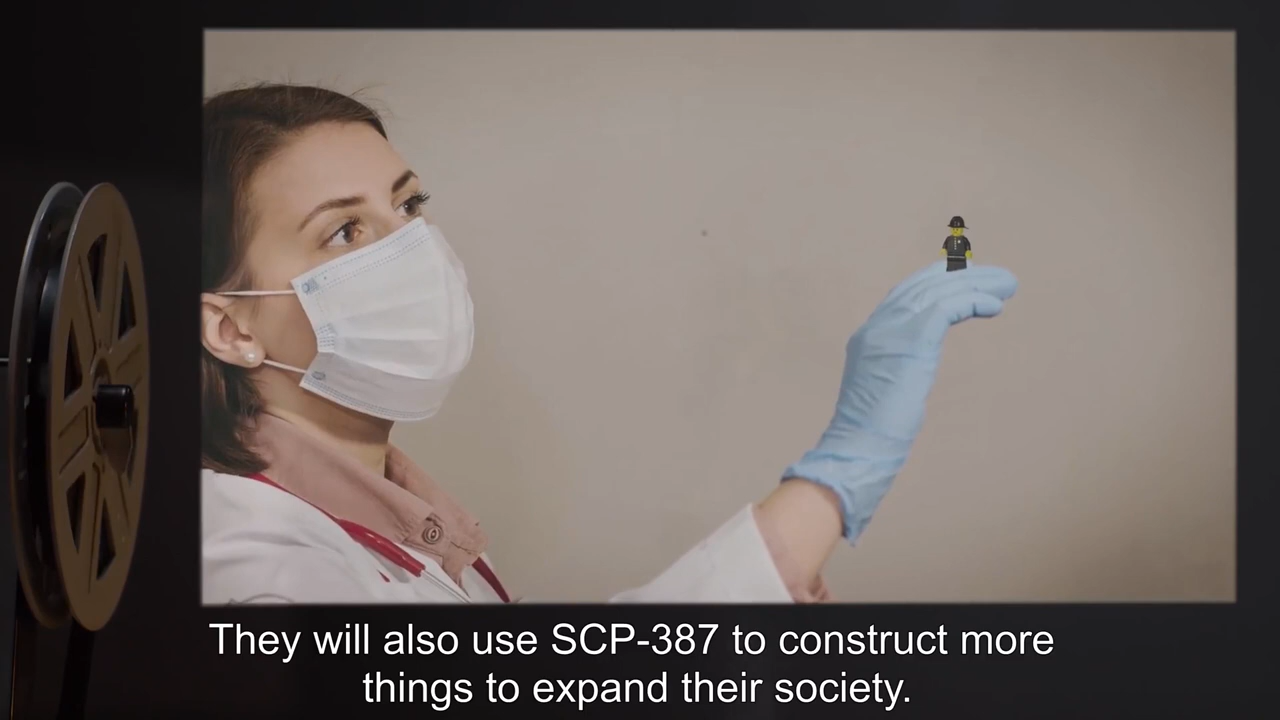 They will also use SCP-387 to construct more
things to expand their society.